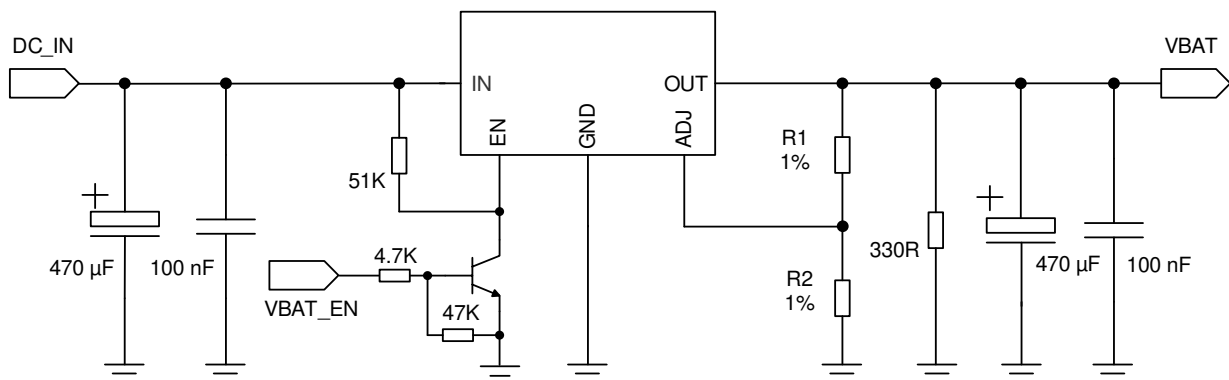 DC_IN
VBAT
IN
OUT
EN
GND
ADJ
R1
1%
51K
470 µF
100 nF
4.7K
VBAT_EN
47K
R2
1%
330R
470 µF
100 nF